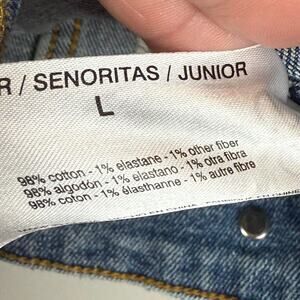 R / SENORITAS / JUNIOR
L
98% cotton - 1% elastane - 1% other fiber
98% algodón - 1% elastano - 1% otra fibra
98% coton - 1% élasthanne - 1% autre fibre